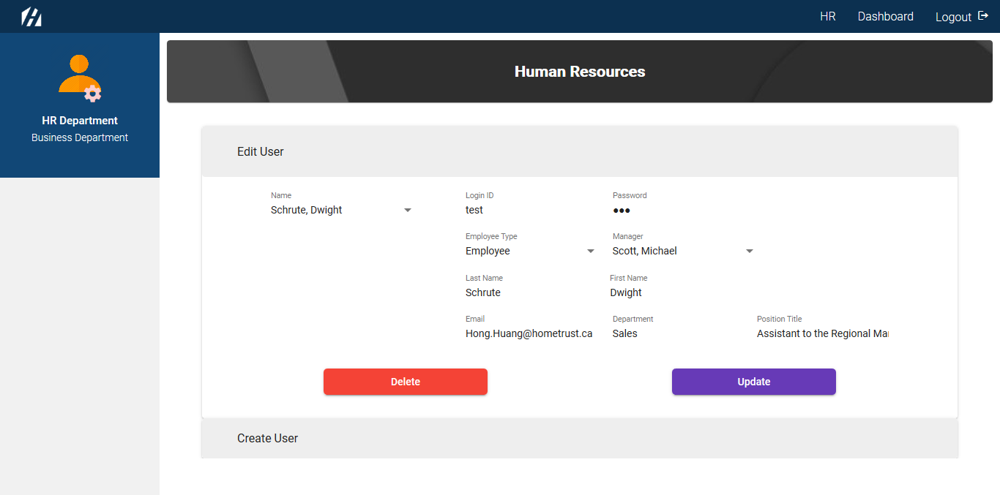 HR Dashboard Logout
HR Department
Business Department
Human Resources
Edit User
Name Login ID Password
Schrute, Dwight test •••
Employee Type Manager
Employee Scott, Michael
Last Name First Name
Schrute Dwight
Email Department Position Title
Hong.Huang@hometrust.ca Sales Assistant to the Regional
Delete Update
Create User